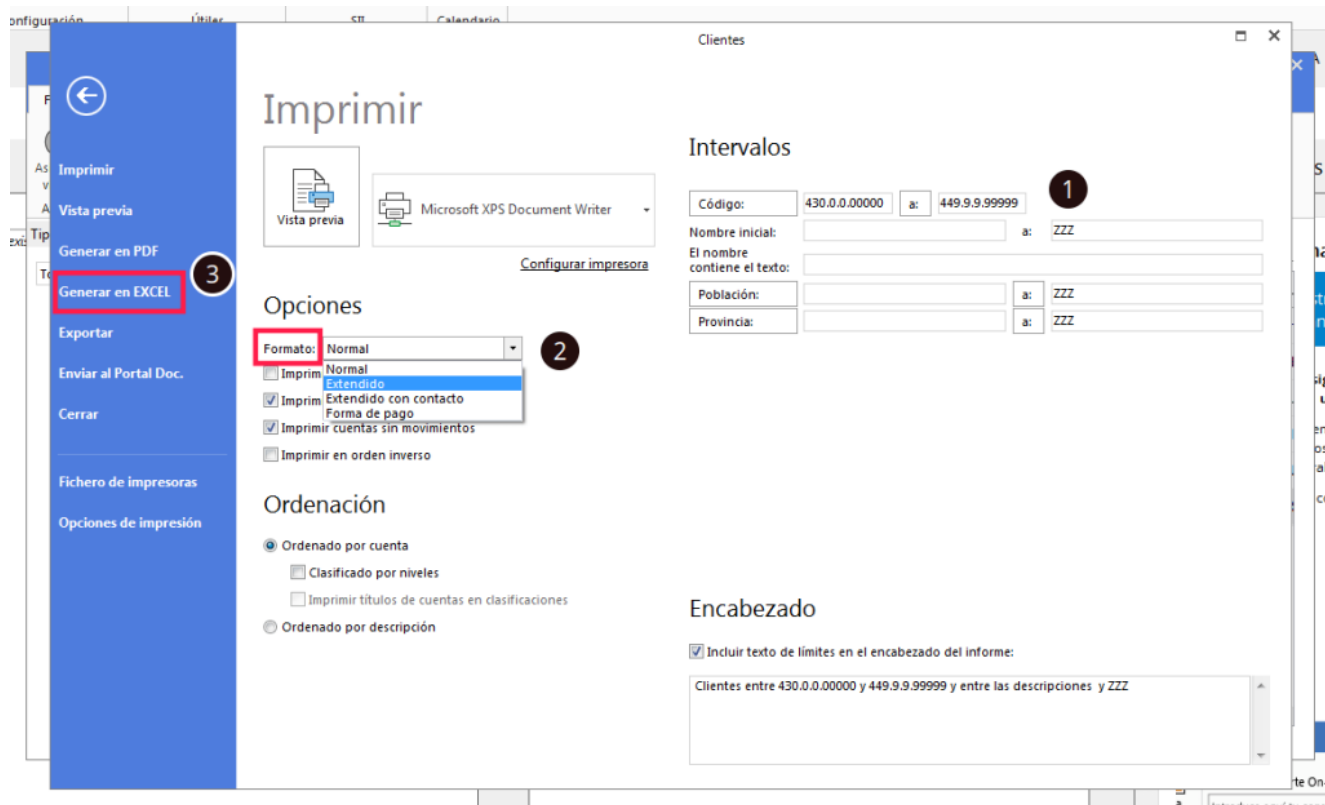 Configuración Útiles SII Calendario
Clientes
Imprimir
Vista previa
Generar en PDF
Generar en EXCEL
3
Exportar
Enviar al Portal Doc.
Cerrar
Fichero de impresoras
Opciones de impresión
Imprimir
Vista previa
Microsoft XPS Document Writer
Configurar impresora
Opciones
Formato: Normal
2
Normal
Extendido
Extendido con contacto
Forma de pago
Imprim
Imprim
Imprimir cuentas sin movimientos
Imprimir en orden inverso
Ordenación
Ordenado por cuenta
Clasificado por niveles
Imprimir títulos de cuentas en clasificaciones
Ordenado por descripción
Intervalos
1
Código: 430.0.0.00000 a: 449.9.9.99999
Nombre inicial: a: ZZZ
El nombre
contiene el texto:
Población: a: ZZZ
Provincia: a: ZZZ
Encabezado
Incluir texto de límites en el encabezado del informe:
Clientes entre 430.0.0.00000 y 449.9.9.99999 y entre las descripciones y ZZZ